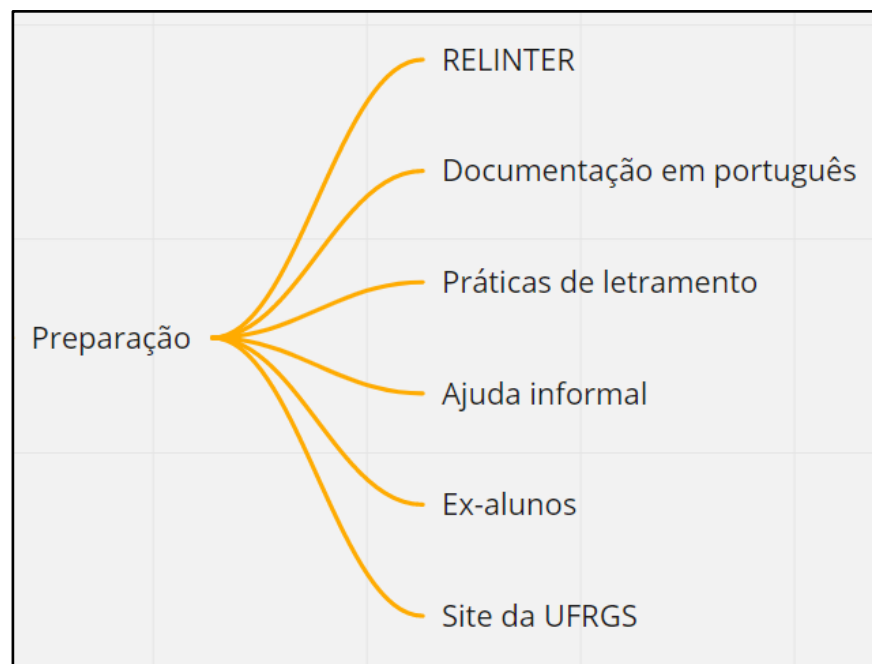 RELINTER
Documentação em português
Práticas de letramento
Preparação
Ajuda informal
Ex-alunos
Site da UFRGS